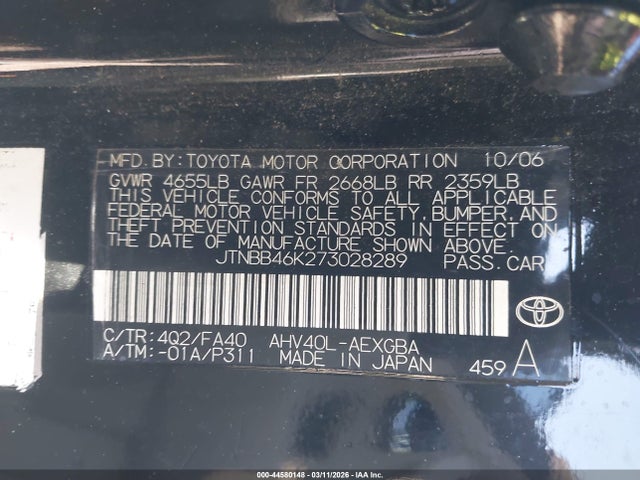 MFD. BY: TOYOTA MOTOR CORPORATION 10/06
GVWR 4655LB GAWR FR 2668LB RR 2359LB
THIS VEHICLE CONFORMS TO ALL APPLICABLE
FEDERAL MOTOR VEHICLE SAFETY, BUMPER, AND
THEFT PREVENTION STANDARDS IN EFFECT ON
THE DATE OF MANUFACTURE SHOWN ABOVE.
JTNBB46K273028289 PASS. CAR
C/TR: 4Q2/FA40 AHV40L-AEXGBA
A/TM: -01A/P311 MADE IN JAPAN 459 A
000-44580148 - 03/11/2026 - IAA Inc.